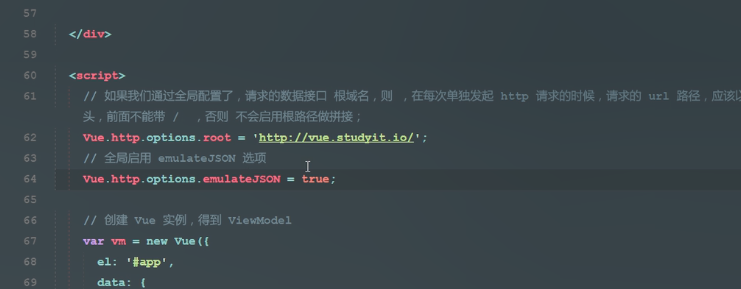 57
58 </div>
59
60 <script>
61 // 如果我们通过全局配置了，请求的数据接口 根域名，则 ，在每次单独发起 http 请求的时候，请求的 url 路径，应该以
头，前面不能带 / ，否则 不会启用根路径做拼接；
62 Vue.http.options.root = 'http://vue.studyit.io/';
63 // 全局启用 emulateJSON 选项
64 Vue.http.options.emulateJSON = true;
65
66 // 创建 Vue 实例，得到 ViewModel
67 var vm = new Vue({
68 el: '#app',
69 data: {